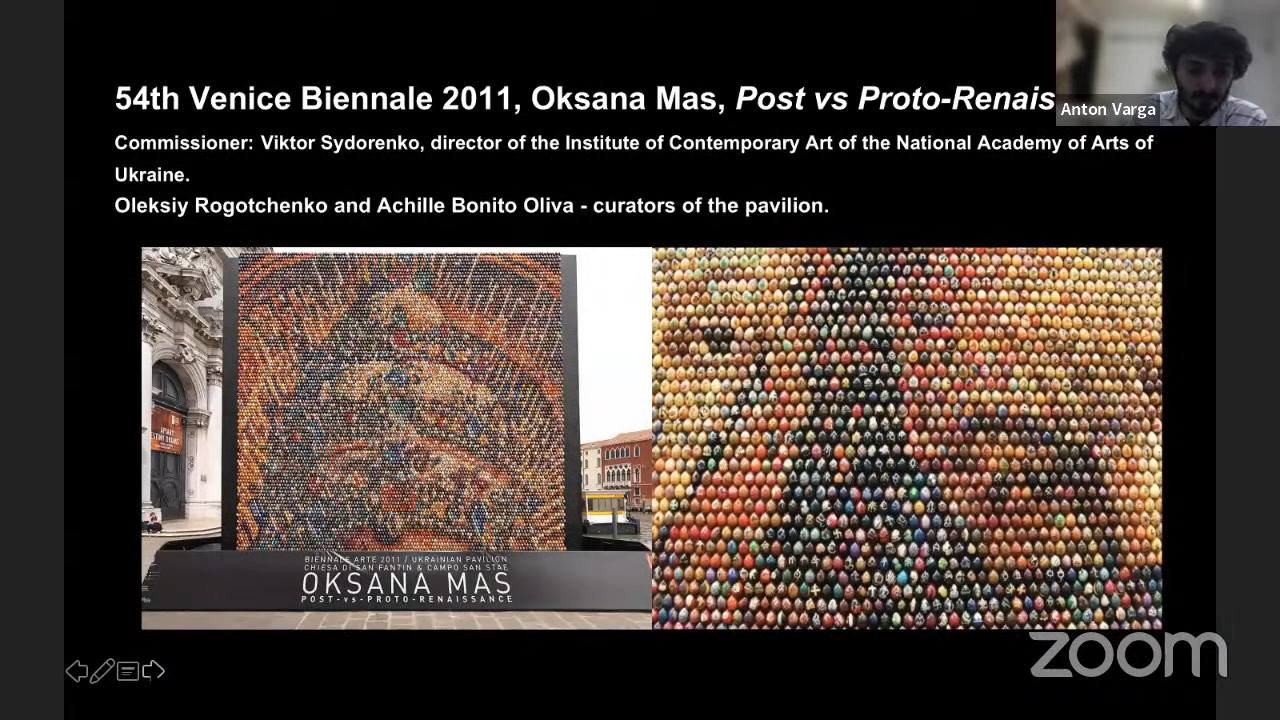 54th Venice Biennale 2011, Oksana Mas, Post vs Proto-Renais
Anton Varga
Commissioner: Viktor Sydorenko, director of the Institute of Contemporary Art of the National Academy of Arts of
Ukraine.
Oleksiy Rogotchenko and Achille Bonito Oliva - curators of the pavilion.
BIENNALE ARTE 2011 / UKRAINIAN PAVILION
CHIESA DI SAN FANTIN & CAMPO SAN STAE
OKSANA MAS
POST-vs-PROTO-RENAISSANCE
zoom